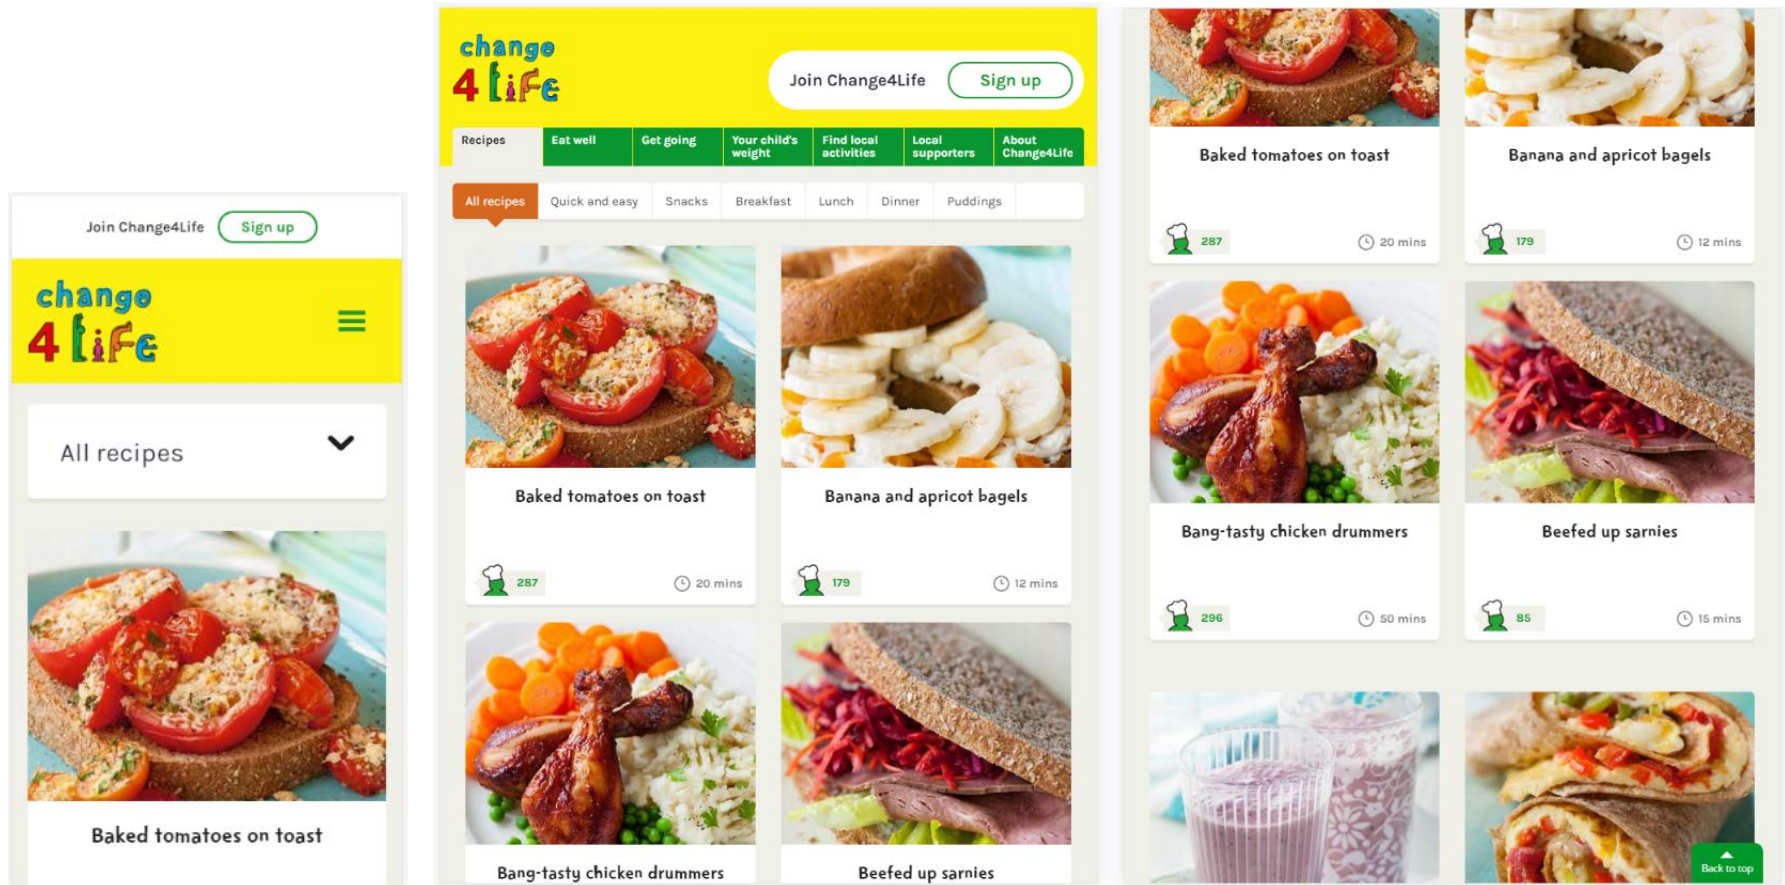 Join Change4Life Sign up
change
4 LiFE
All recipes
Baked tomatoes on toast
change
4 LiFE
Join Change4Life Sign up
Recipes
Eat well
Get going
Your child's
weight
Find local
activities
Local
supporters
About
Change4Life
All recipes Quick and easy Snacks Breakfast Lunch Dinner Puddings
Baked tomatoes on toast
287 20 mins
Banana and apricot bagels
179 12 mins
Bang-tasty chicken drummers
Beefed up sarnies
Baked tomatoes on toast
287 20 mins
Banana and apricot bagels
179 12 mins
Bang-tasty chicken drummers
296 50 mins
Beefed up sarnies
85 15 mins
Back to top